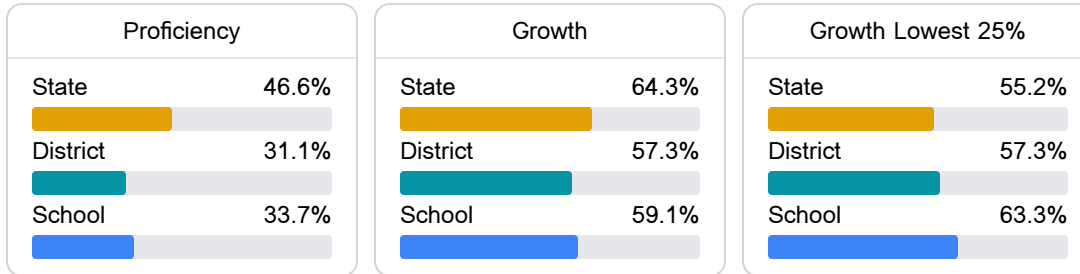 Proficiency
State 46.6%
District 31.1%
School 33.7%
Growth
State 64.3%
District 57.3%
School 59.1%
Growth Lowest 25%
State 55.2%
District 57.3%
School 63.3%